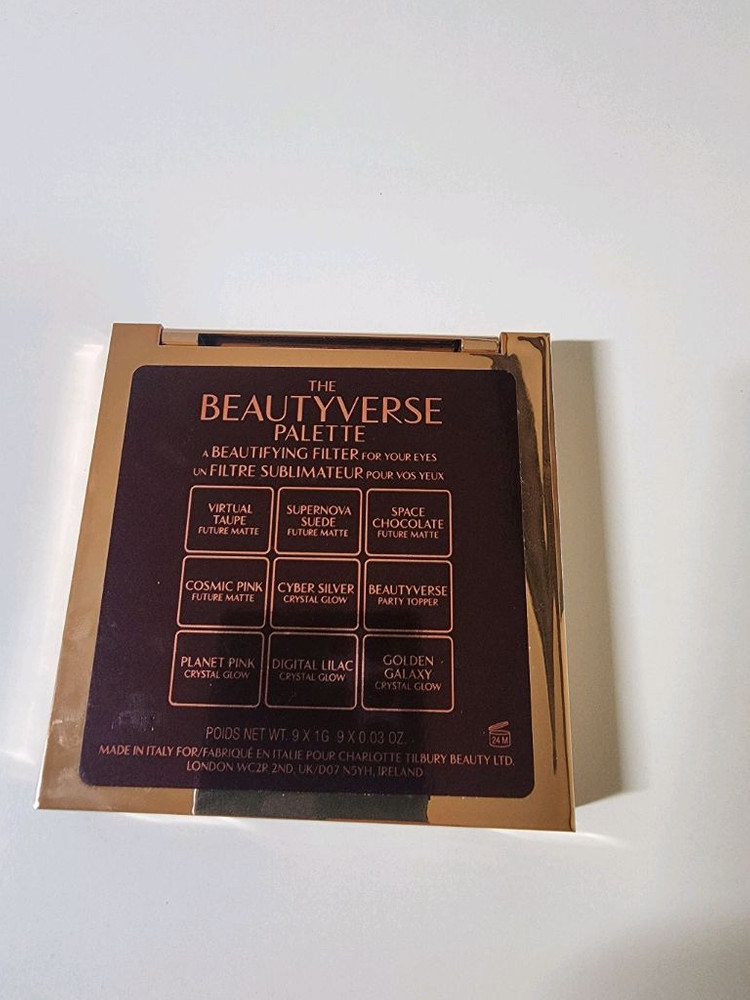 THE
BEAUTYVERSE
PALETTE
A BEAUTIFYING FILTER FOR YOUR EYES
UN FILTRE SUBLIMATEUR POUR VOS YEUX
VIRTUAL
TAUPE
FUTURE MATTE
SUPERNOVA
SUEDE
FUTURE MATTE
SPACE
CHOCOLATE
FUTURE MATTE
COSMIC PINK
FUTURE MATTE
CYBER SILVER
CRYSTAL GLOW
BEAUTYVERSE
PARTY TOPPER
PLANET PINK
CRYSTAL GLOW
DIGITAL LILAC
CRYSTAL GLOW
GOLDEN
GALAXY
CRYSTAL GLOW
POIDS NET WT. 9 X 1G 9 X 0.03 OZ.
24 M
MADE IN ITALY FOR/FABRIQUÉ EN ITALIE POUR CHARLOTTE TILBURY BEAUTY LTD.
LONDON WC2R 2ND, UK/D07 N5YH, IRELAND